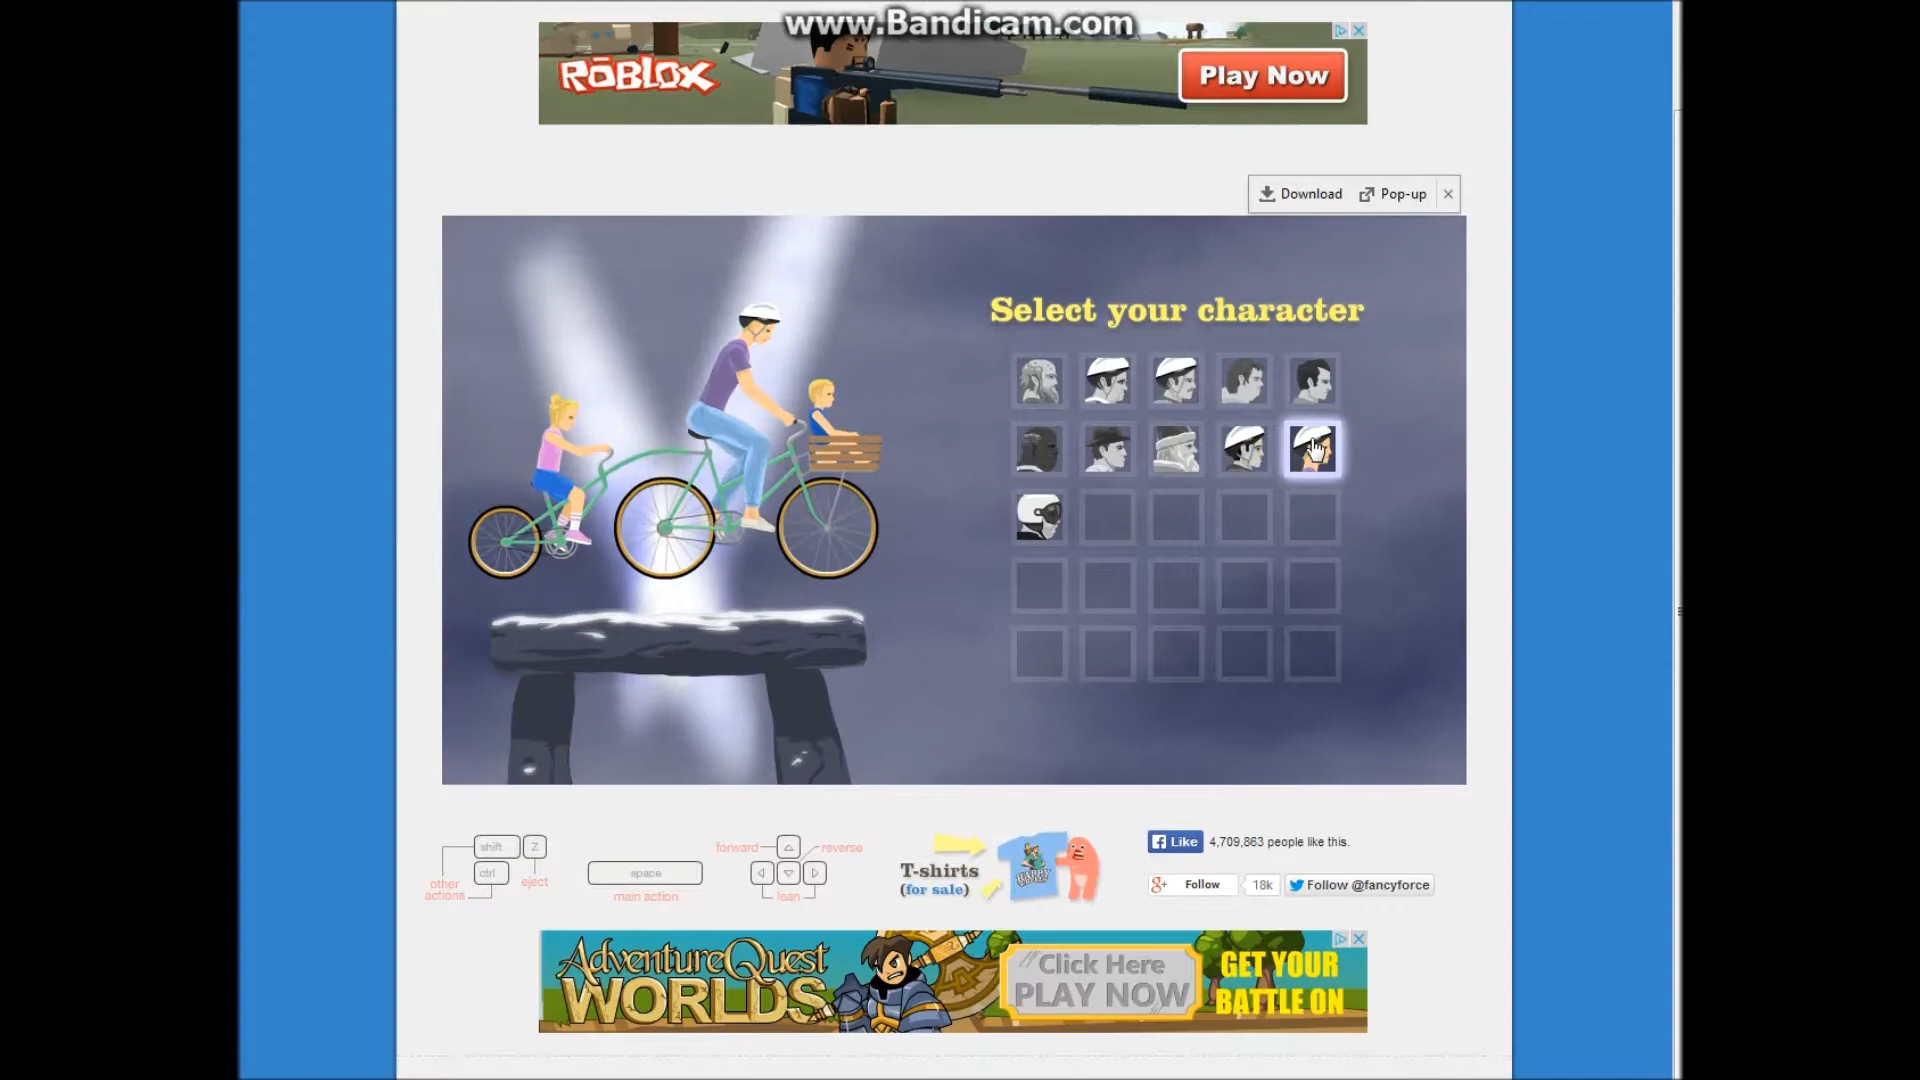 www.Bandicam.com
ROBLOX
Play Now
Download
Pop-up
Select your character
shift
Z
ctrl
other
actions
eject
space
main action
forward
reverse
lean
T-shirts
(for sale)
HAPPY
Like
4,709,863 people like this.
Follow
18k
Follow @fancyforce
AdventureQuest
WORLDS
Click Here
PLAY NOW
GET YOUR
BATTLE ON